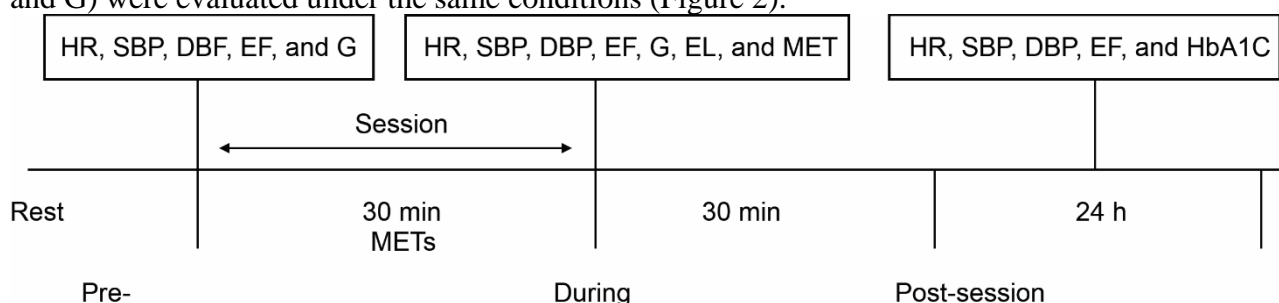 and G) were evaluated under the same conditions (Figure 2).
HR, SBP, DBF, EF, and G
HR, SBP, DBP, EF, G, EL, and MET
HR, SBP, DBP, EF, and HbA1C
Session
Rest
30 min
METs
30 min
24 h
Pre-
During
Post-session